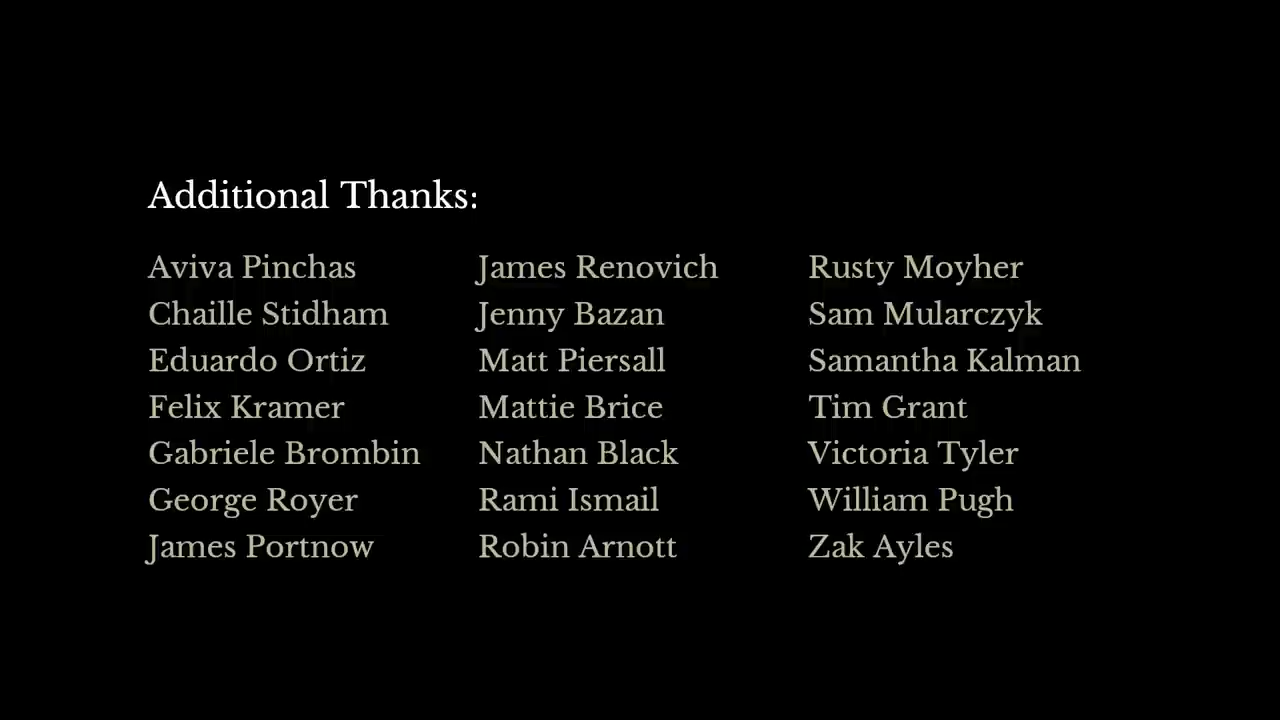 Additional Thanks:
Aviva Pinchas
Chaille Stidham
Eduardo Ortiz
Felix Kramer
Gabriele Brombin
George Royer
James Portnow
James Renovich
Jenny Bazan
Matt Piersall
Mattie Brice
Nathan Black
Rami Ismail
Robin Arnott
Rusty Moyher
Sam Mularczyk
Samantha Kalman
Tim Grant
Victoria Tyler
William Pugh
Zak Ayles